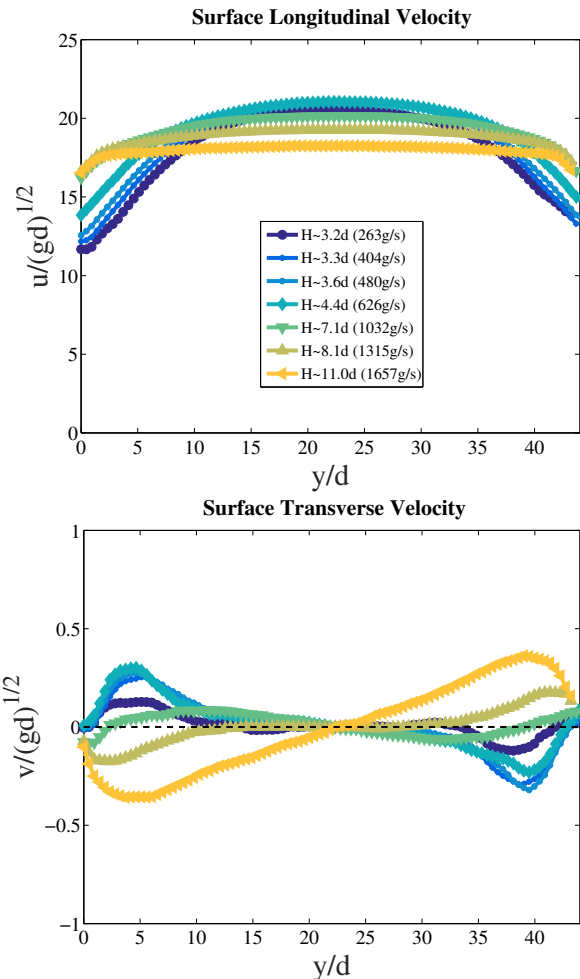 Surface Longitudinal Velocity
25
20
15
10
5
0
u/(gd)^{1/2}
H~3.2d (263g/s)
H~3.3d (404g/s)
H~3.6d (480g/s)
H~4.4d (626g/s)
H~7.1d (1032g/s)
H~8.1d (1315g/s)
H~11.0d (1657g/s)
0 5 10 15 20 25 30 35 40
y/d
Surface Transverse Velocity
1
0.5
0
−0.5
−1
v/(gd)^{1/2}
0 5 10 15 20 25 30 35 40
y/d